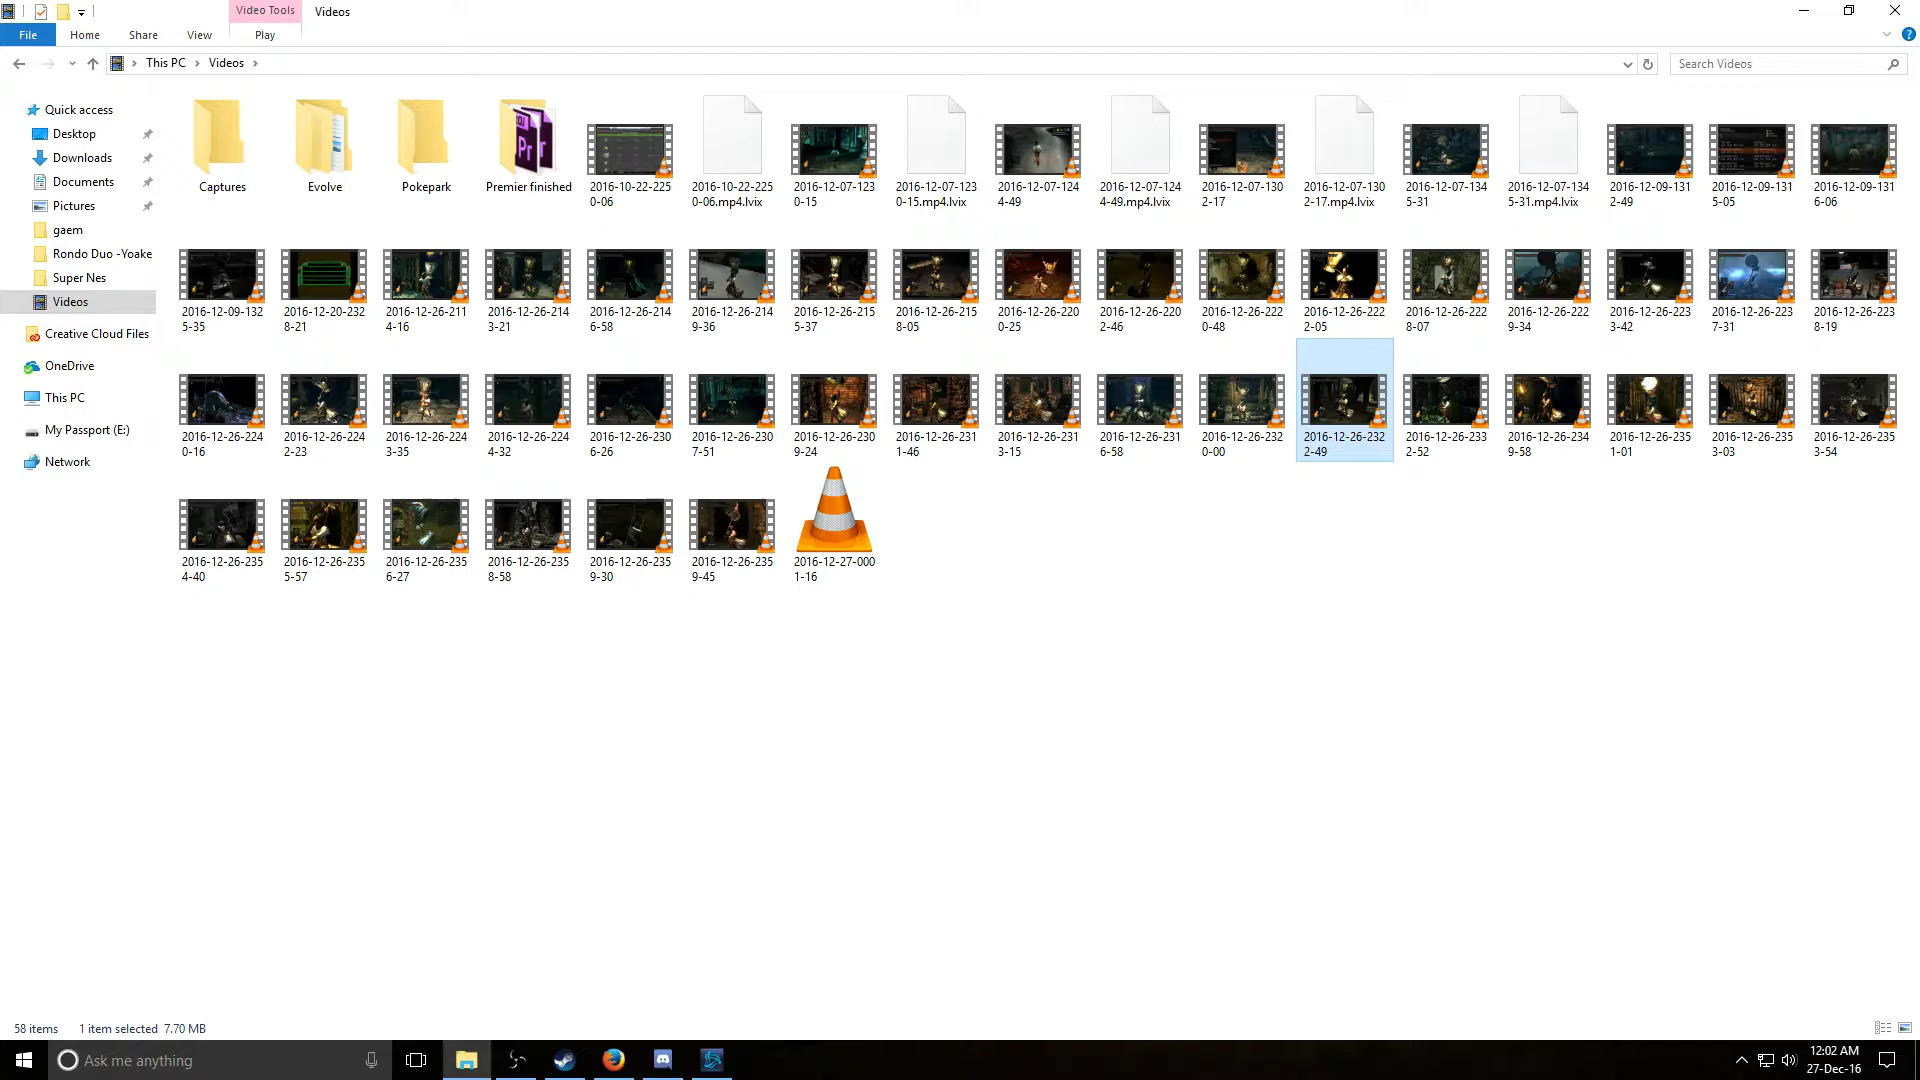 Video Tools
Videos
File
Home
Share
View
Play
This PC
Videos
Search Videos
Quick access
Desktop
Downloads
Documents
Pictures
gaem
Rondo Duo -Yoake
Super Nes
Videos
Creative Cloud Files
OneDrive
This PC
My Passport (E:)
Network
Captures
Evolve
Pokepark
Premier finished
2016-10-22-225
0-06
2016-10-22-225
0-06.mp4.lvix
2016-12-07-123
0-15
2016-12-07-123
0-15.mp4.lvix
2016-12-07-124
4-49
2016-12-07-124
4-49.mp4.lvix
2016-12-07-130
2-17
2016-12-07-130
2-17.mp4.lvix
2016-12-07-134
5-31
2016-12-07-134
5-31.mp4.lvix
2016-12-09-131
2-49
2016-12-09-131
5-05
2016-12-09-131
6-06
2016-12-09-132
5-35
2016-12-20-232
8-21
2016-12-26-211
4-16
2016-12-26-214
3-21
2016-12-26-214
6-58
2016-12-26-214
9-36
2016-12-26-215
5-37
2016-12-26-215
8-05
2016-12-26-220
0-25
2016-12-26-220
2-46
2016-12-26-222
0-48
2016-12-26-222
2-05
2016-12-26-222
8-07
2016-12-26-222
9-34
2016-12-26-223
3-42
2016-12-26-223
7-31
2016-12-26-223
8-19
2016-12-26-224
0-16
2016-12-26-224
2-23
2016-12-26-224
3-35
2016-12-26-224
4-32
2016-12-26-230
6-26
2016-12-26-230
7-51
2016-12-26-230
9-24
2016-12-26-231
1-46
2016-12-26-231
3-15
2016-12-26-231
6-58
2016-12-26-232
0-00
2016-12-26-232
2-49
2016-12-26-233
2-52
2016-12-26-234
9-58
2016-12-26-235
1-01
2016-12-26-235
3-03
2016-12-26-235
3-54
2016-12-26-235
4-40
2016-12-26-235
5-57
2016-12-26-235
6-27
2016-12-26-235
8-58
2016-12-26-235
9-30
2016-12-26-235
9-45
2016-12-27-000
1-16
58 items
1 item selected 7.70 MB
Ask me anything
12:02 AM
27-Dec-16